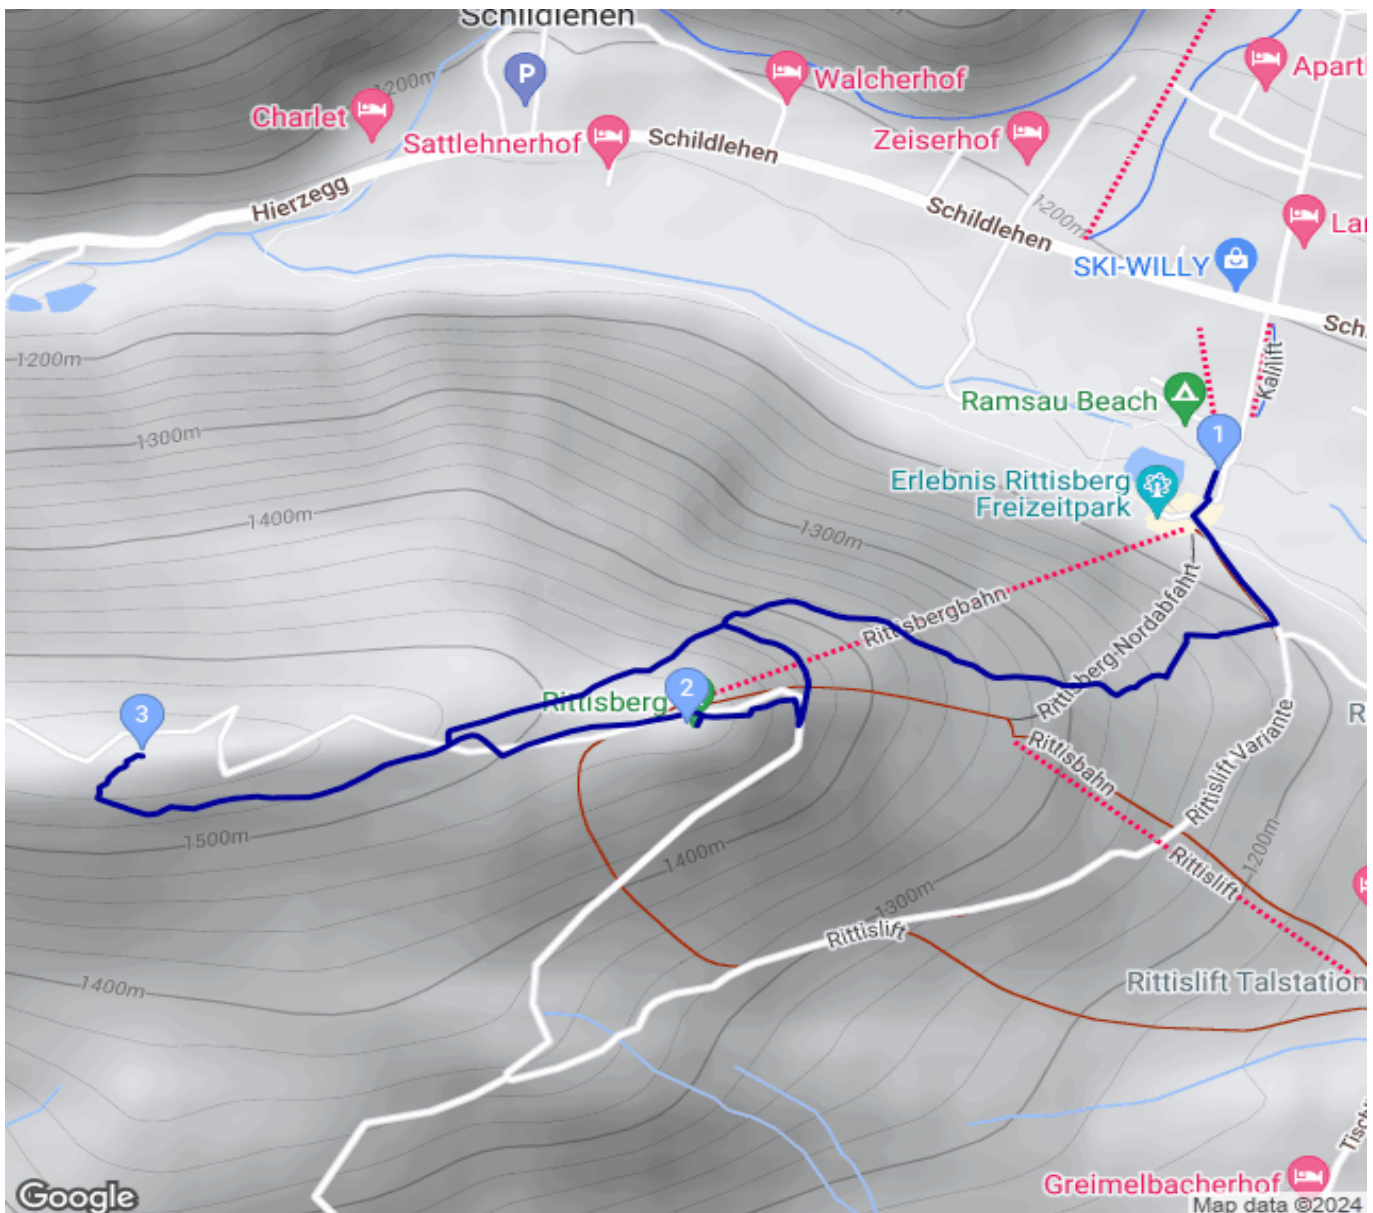 Schildlehen
P
Walcherhof
1200m
Charlet
Sattlehnerhof
Schildlehen
Zeiserhof
Hierzegg
1200m
Schildlehen
Apart
Lar
SKI-WILLY
Sch
1200m
Kalilift
Ramsau Beach
1
1300m
Erlebnis Rittisberg
Freizeitpark
1400m
1300m
Rittisbergbahn
Rittisberg Nordabfahrt
Rittisberg
2
3
R
Rittisbahn
Rittislift Variante
1500m
1400m
1200m
Rittislift
1300m
Rittislift
1400m
Rittislift Talstation
Tisch
Greimelbacherhof
Google
Map data ©2024